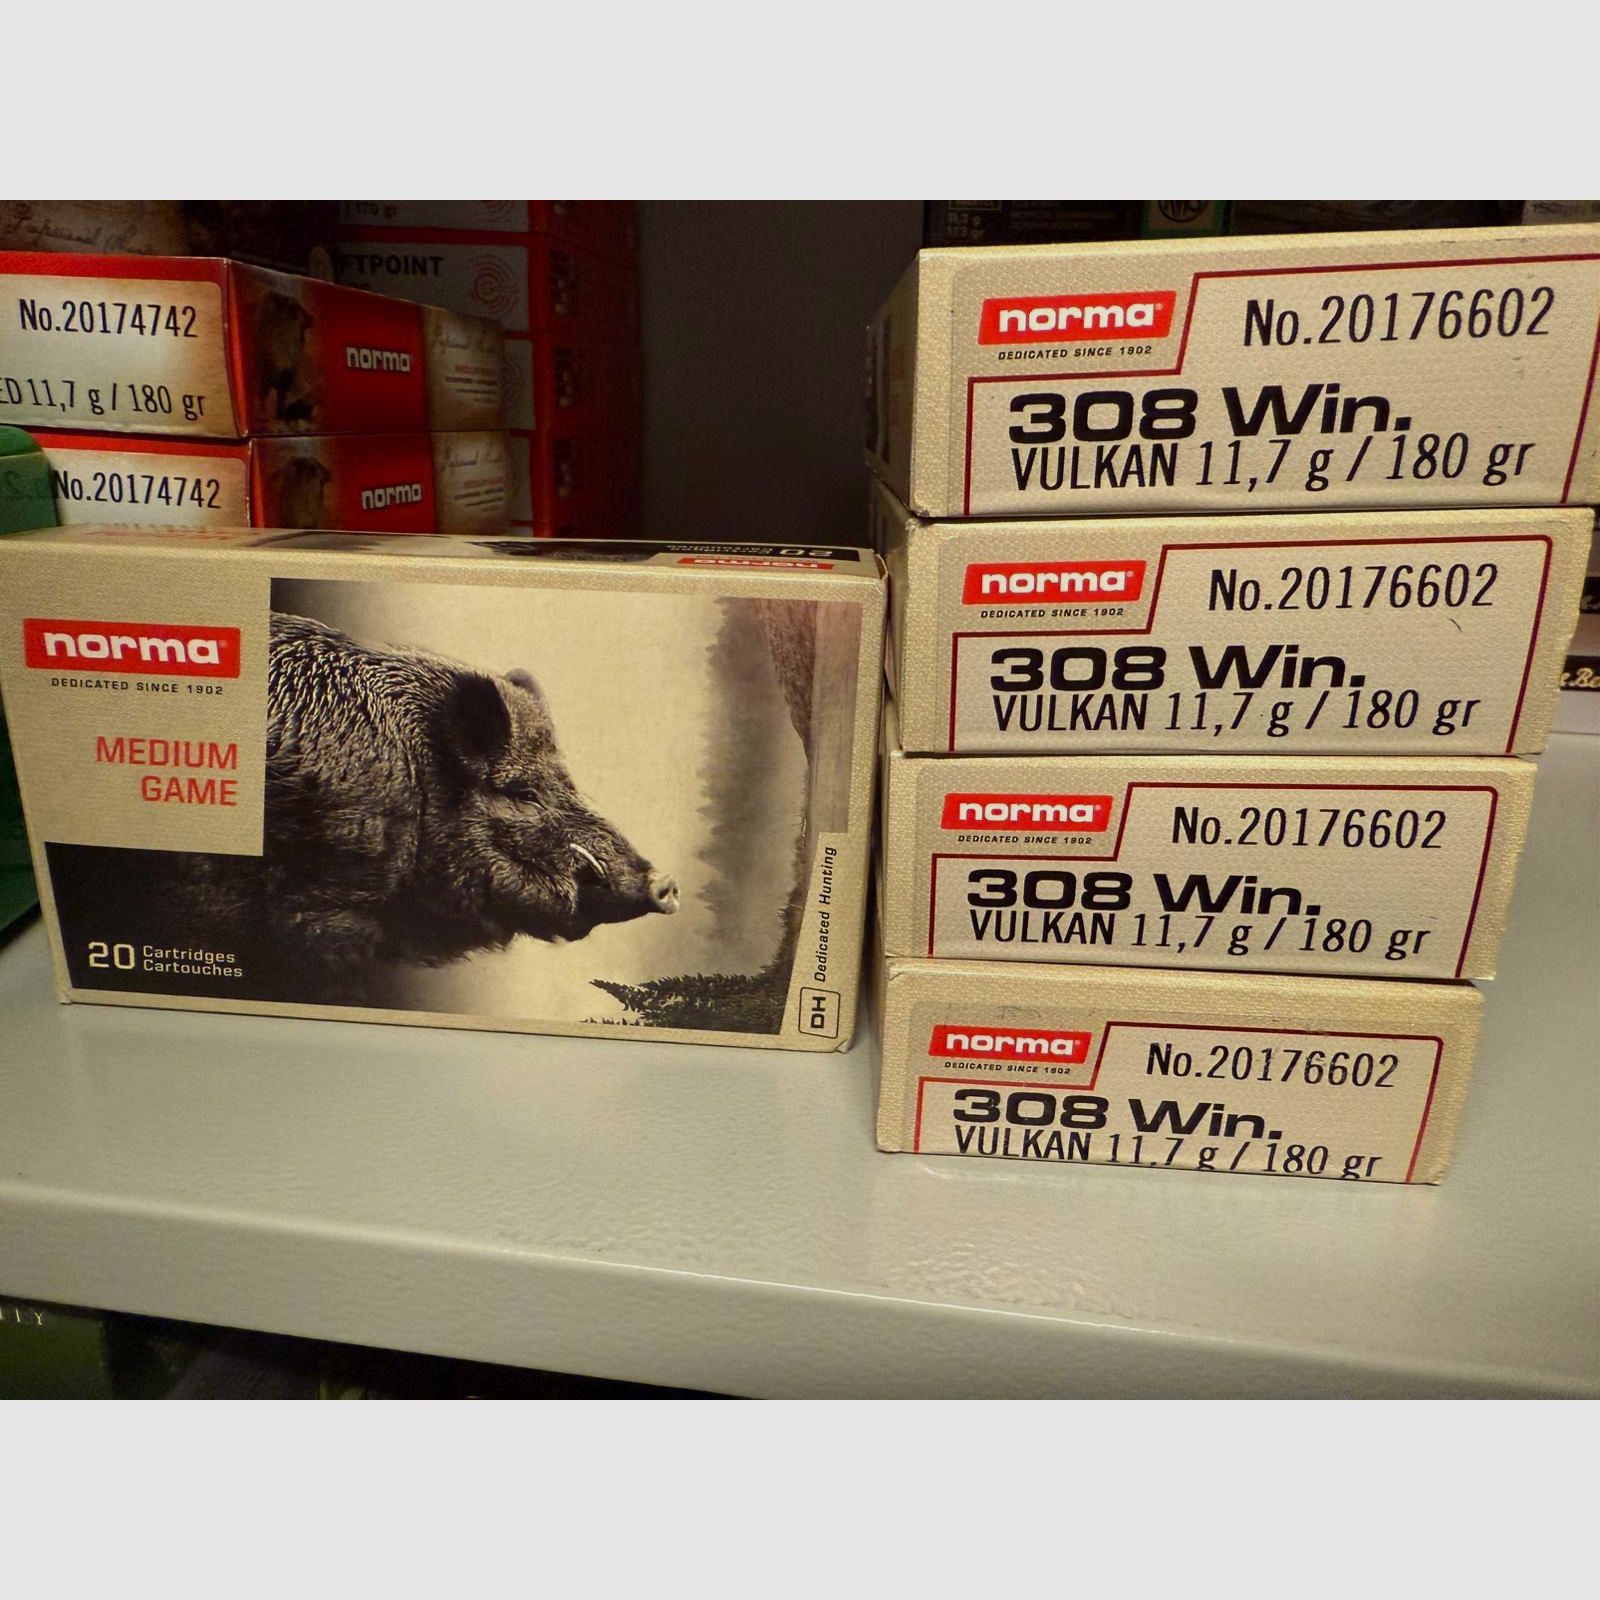 No.20174742
11,7 g / 180 gr
norma
No.20174742
norma
norma
DEDICATED SINCE 1902
MEDIUM
GAME
20 Cartridges
Cartouches
DH Dedicated Hunting
norma
DEDICATED SINCE 1902
No.20176602
308 Win.
VULKAN 11,7 g / 180 gr
norma
DEDICATED SINCE 1902
No.20176602
308 Win.
VULKAN 11,7 g / 180 gr
norma
DEDICATED SINCE 1902
No.20176602
308 Win.
VULKAN 11,7 g / 180 gr
norma
DEDICATED SINCE 1902
No.20176602
308 Win.
VULKAN 11,7 g / 180 gr